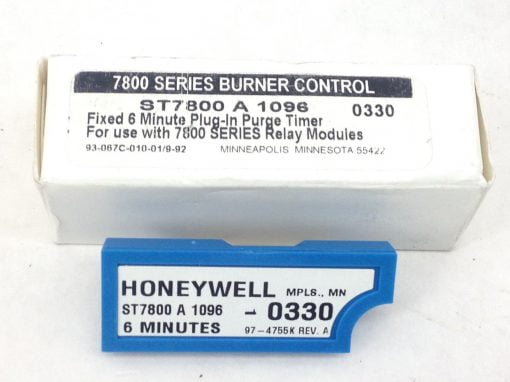 7800 SERIES BURNER CONTROL
ST7800 A 1096 0330
Fixed 6 Minute Plug-In Purge Timer
For use with 7800 SERIES Relay Modules
93-067C-010-01/9-92 MINNEAPOLIS MINNESOTA 55422
HONEYWELL MPLS., MN
ST7800 A 1096 - 0330
6 MINUTES 97-4755K REV. A